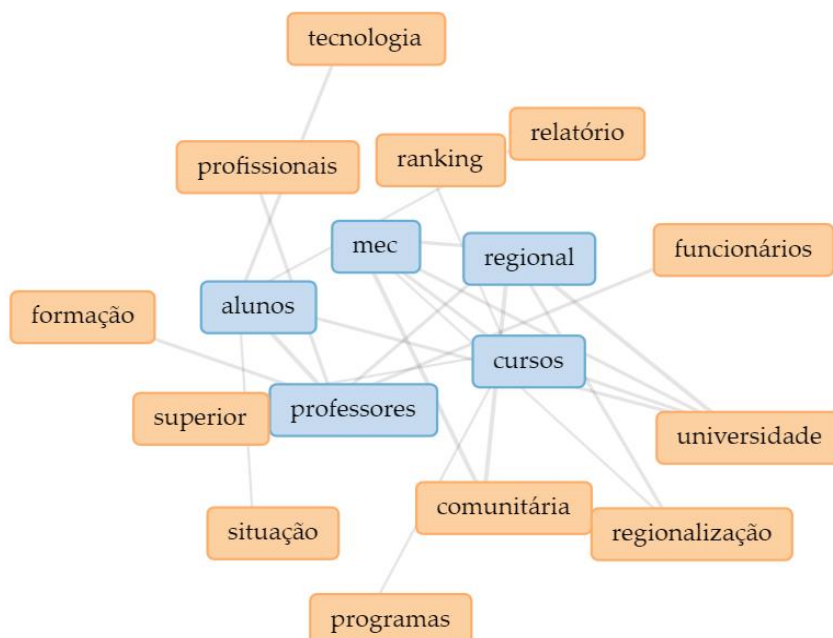 tecnologia
relatório
ranking
profissionais
mec
regional
funcionários
alunos
formação
cursos
professores
superior
universidade
comunitária
situação
regionalização
programas